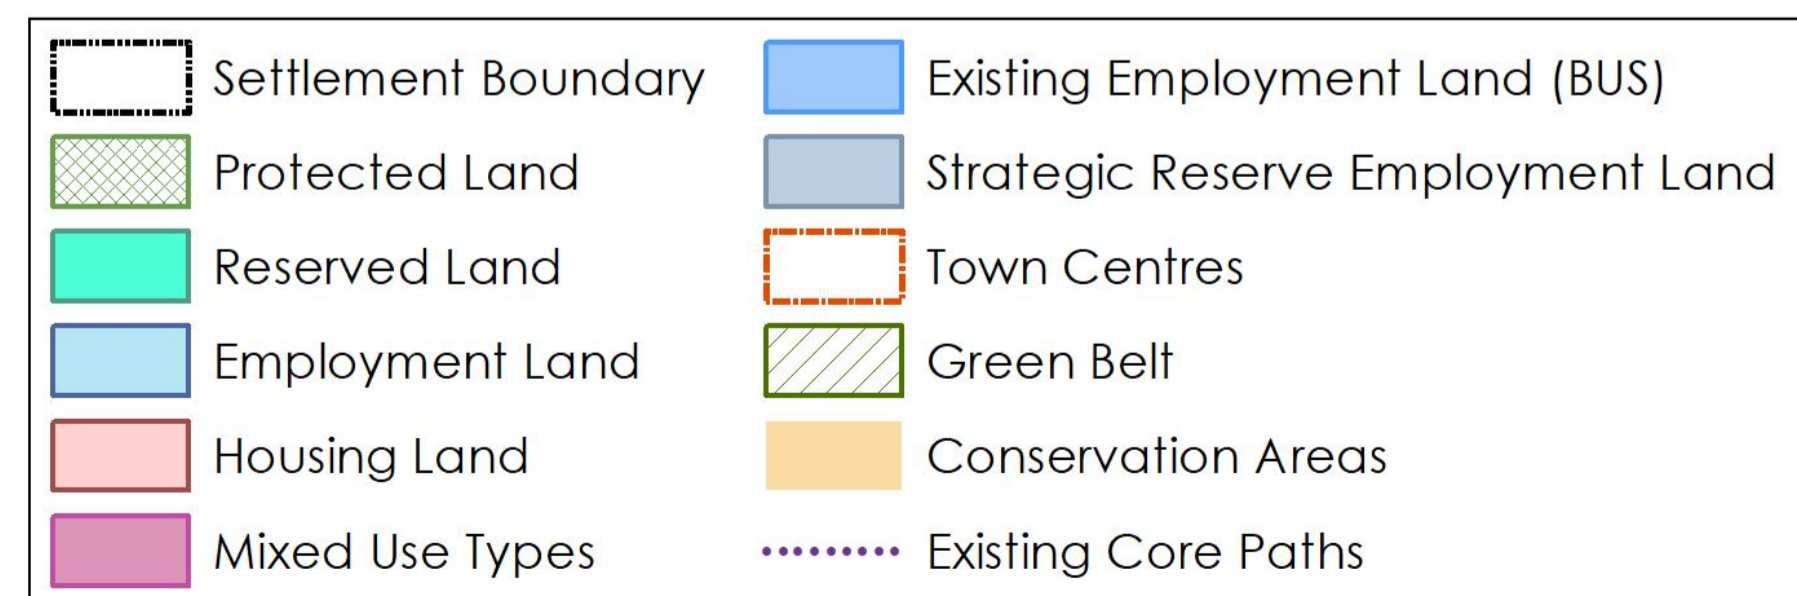 Settlement Boundary
Protected Land
Reserved Land
Employment Land
Housing Land
Mixed Use Types
Existing Employment Land (BUS)
Strategic Reserve Employment Land
Town Centres
Green Belt
Conservation Areas
Existing Core Paths